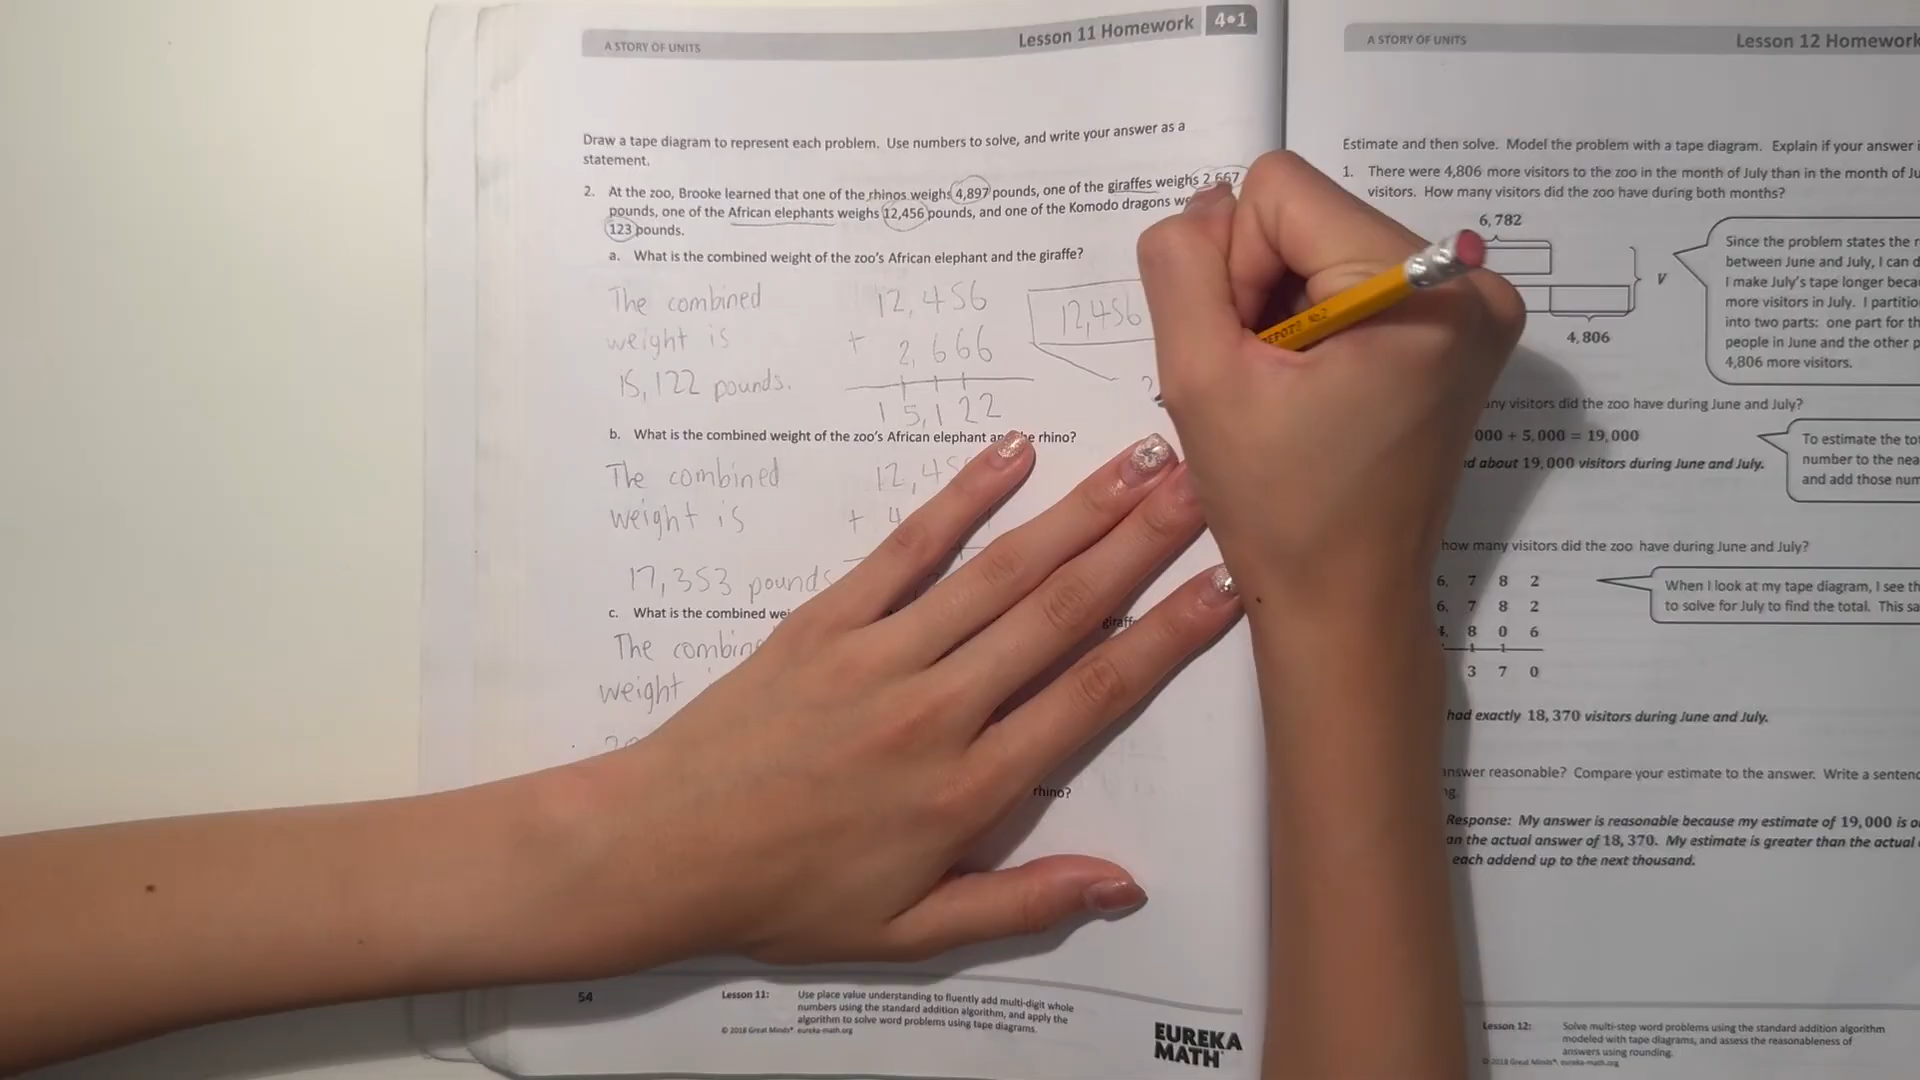 A STORY OF UNITS
Lesson 11 Homework 4•1
Draw a tape diagram to represent each problem. Use numbers to solve, and write your answer as a
statement.
2. At the zoo, Brooke learned that one of the rhinos weighs 4,897 pounds, one of the giraffes weighs 2,667
pounds, one of the African elephants weighs 12,456 pounds, and one of the Komodo dragons
123 pounds.
a. What is the combined weight of the zoo's African elephant and the giraffe?
The combined
weight is
15,122 pounds.
12,456
+ 2,666
15,122
12,456
?
b. What is the combined weight of the zoo's African elephant rhino?
The combined
weight is
17,353 pounds
12,45
+ 4
c. What is the combined
The
weight
rhino?
54
Lesson 11: Use place value understanding to fluently add multi-digit whole
numbers using the standard addition algorithm, and apply the
algorithm to solve word problems using tape diagrams.
© 2018 Great Minds®. eureka-math.org
EUREKA
MATH
A STORY OF UNITS
Lesson 12 Homework
Estimate and then solve. Model the problem with a tape diagram. Explain if your answer
1. There were 4,806 more visitors to the zoo in the month of July than in the month of
visitors. How many visitors did the zoo have during both months?
6,782
V
4,806
Since the problem states the
between June and July, I can d
I make July's tape longer
more visitors in July. I
into two parts: one part for
people in June and the other
4,806 more visitors.
visitors did the zoo have during June and July?
000 + 5,000 = 19,000
about 19,000 visitors during June and July.
To estimate the
number to the
and add those
how many visitors did the zoo have during June and July?
6, 7 8 2
6, 7 8 2
8 0 6
3 7 0
When I look at my tape diagram, I see
to solve for July to find the total. This
had exactly 18,370 visitors during June and July.
answer reasonable? Compare your estimate to the answer. Write a
Response: My answer is reasonable because my estimate of 19,000 is
the actual answer of 18,370. My estimate is greater than the actual
each addend up to the next thousand.
Lesson 12: Solve multi-step word problems using the standard addition algorithm
modeled with tape diagrams, and assess the reasonableness of
answers using rounding.
© 2018 Great Minds®. eureka-math.org